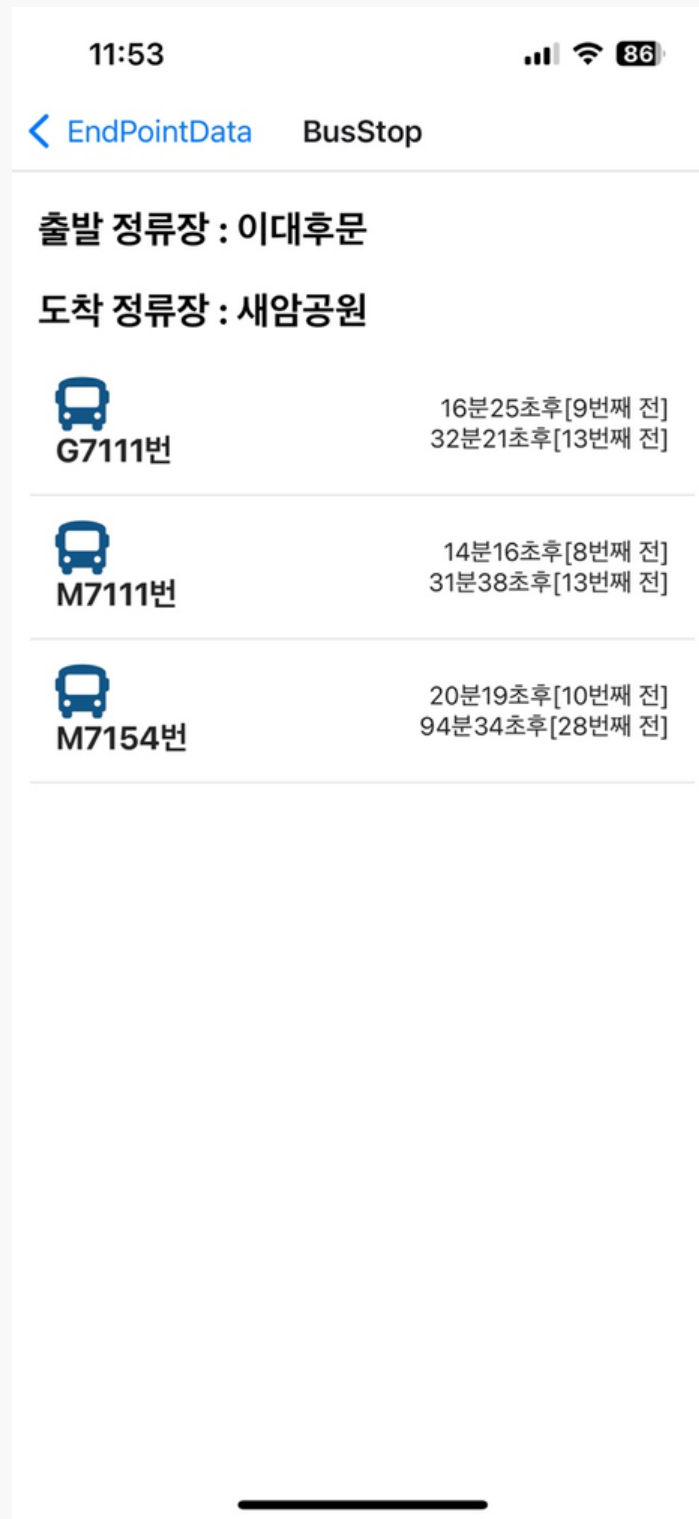 11:53
86
EndPointData BusStop
출발 정류장 : 이대후문
도착 정류장 : 새암공원
G7111번
16분25초후[9번째 전]
32분21초후[13번째 전]
M7111번
14분16초후[8번째 전]
31분38초후[13번째 전]
M7154번
20분19초후[10번째 전]
94분34초후[28번째 전]